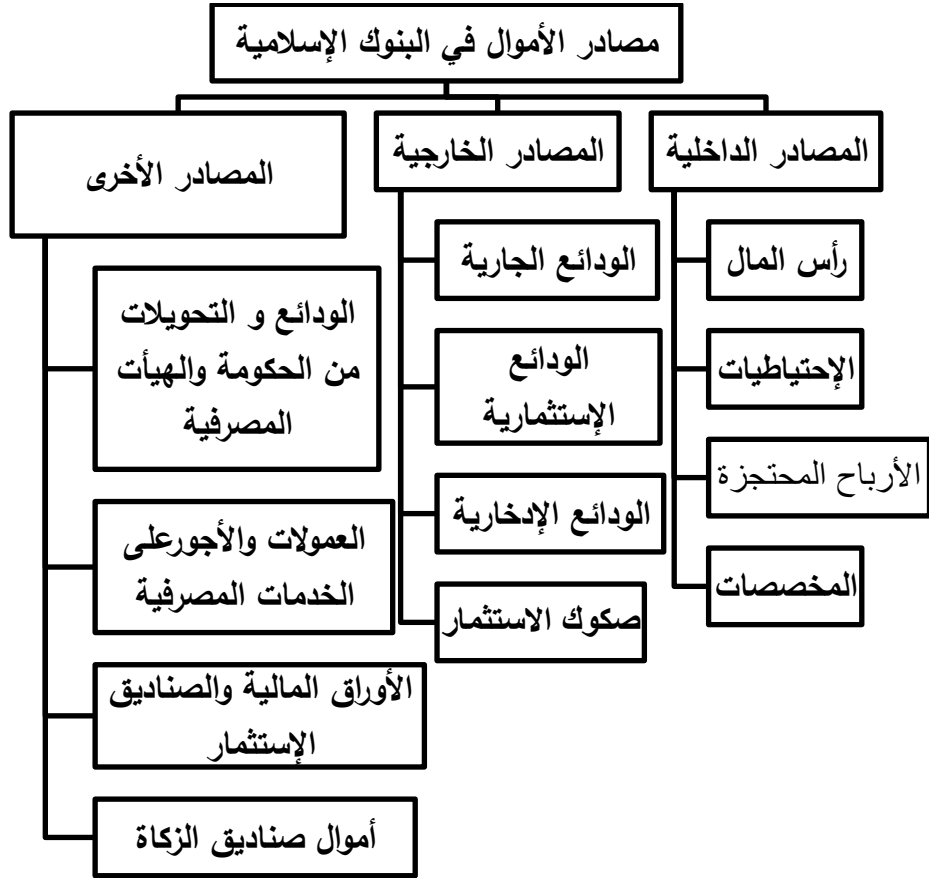 مصادر الأموال في البنوك الإسلامية
المصادر الداخلية
رأس المال
الإحتياطيات
الأرباح المحتجزة
المخصصات
المصادر الخارجية
الودائع الجارية
الودائع
الإستثمارية
الودائع الإدخارية
صكوك الاستثمار
المصادر الأخرى
الودائع و التحويلات
من الحكومة والهيأت
المصرفية
العمولات والأجورعلى
الخدمات المصرفية
الأوراق المالية والصناديق
الإستثمار
أموال صناديق الزكاة